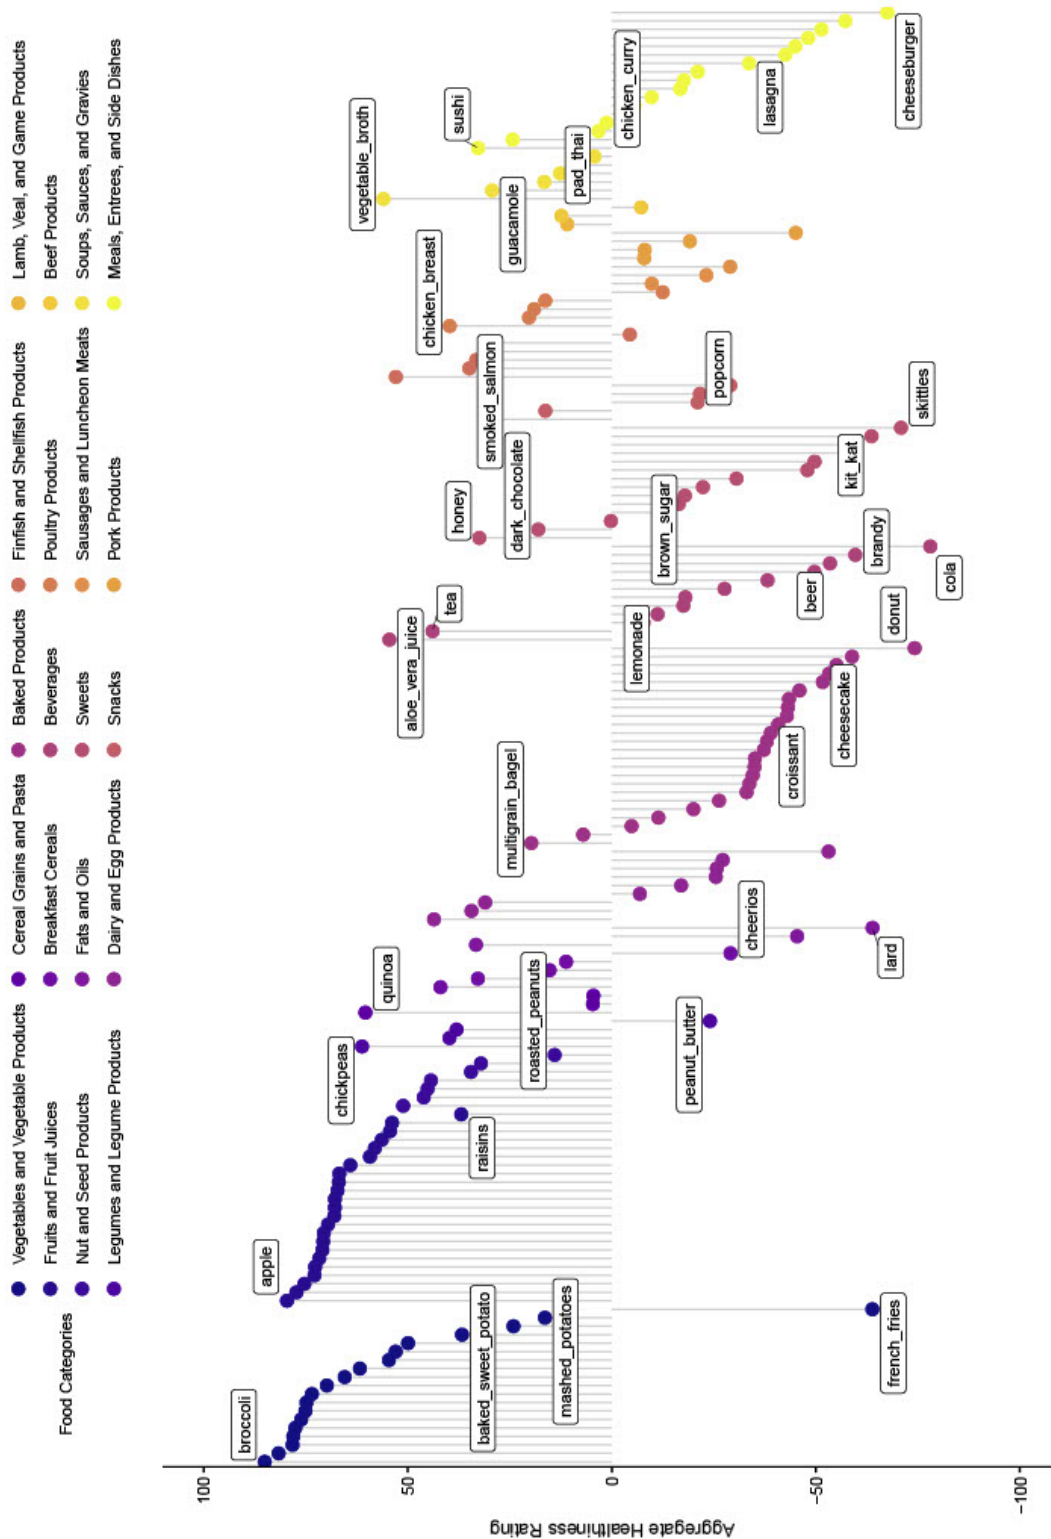 Food Categories
Vegetables and Vegetable Products
Fruits and Fruit Juices
Nut and Seed Products
Legumes and Legume Products
Cereal Grains and Pasta
Breakfast Cereals
Fats and Oils
Dairy and Egg Products
Baked Products
Beverages
Sweets
Snacks
Finfish and Shellfish Products
Poultry Products
Sausages and Luncheon Meats
Pork Products
Lamb, Veal, and Game Products
Beef Products
Soups, Sauces, and Gravies
Meals, Entrees, and Side Dishes
Aggregate Healthiness Rating
100
50
0
-50
-100
broccoli
baked_sweet_potato
mashed_potatoes
french_fries
apple
raisins
chickpeas
roasted_peanuts
peanut_butter
quinoa
cheerios
lard
multigrain_bagel
croissant
cheesecake
donut
aloe_vera_juice
tea
lemonade
beer
brandy
cola
honey
dark_chocolate
brown_sugar
kit_kat
skittles
smoked_salmon
popcorn
chicken_breast
guacamole
vegetable_broth
sushi
pad_thai
chicken_curry
lasagna
cheeseburger